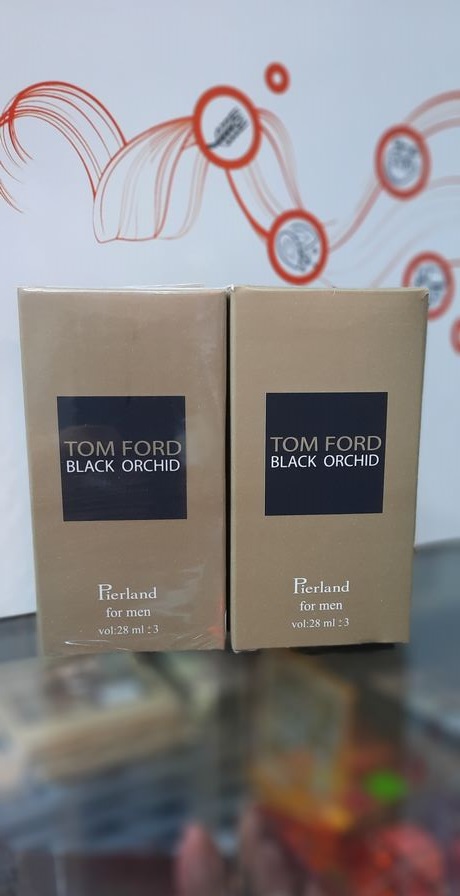 TOM FORD
BLACK ORCHID
Pierland
for men
vol:28 ml ±3
TOM FORD
BLACK ORCHID
Pierland
for men
vol:28 ml ±3